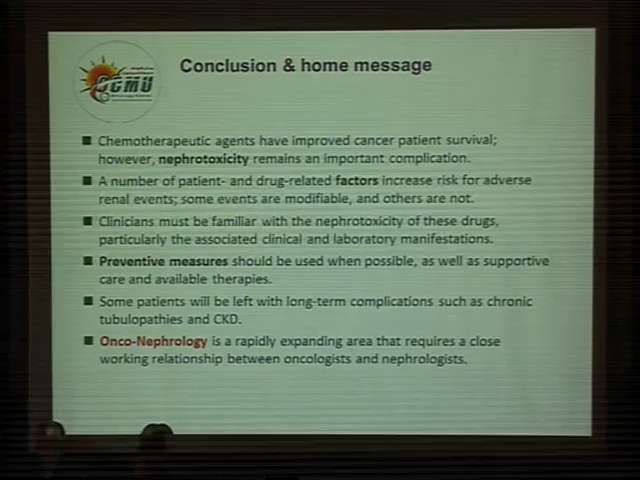 Conclusion & home message
Chemotherapeutic agents have improved cancer patient survival;
however, nephrotoxicity remains an important complication.
A number of patient- and drug-related factors increase risk for adverse
renal events; some events are modifiable, and others are not.
Clinicians must be familiar with the nephrotoxicity of these drugs,
particularly the associated clinical and laboratory manifestations.
Preventive measures should be used when possible, as well as supportive
care and available therapies.
Some patients will be left with long-term complications such as chronic
tubulopathies and CKD.
Onco-Nephrology is a rapidly expanding area that requires a close
working relationship between oncologists and nephrologists.